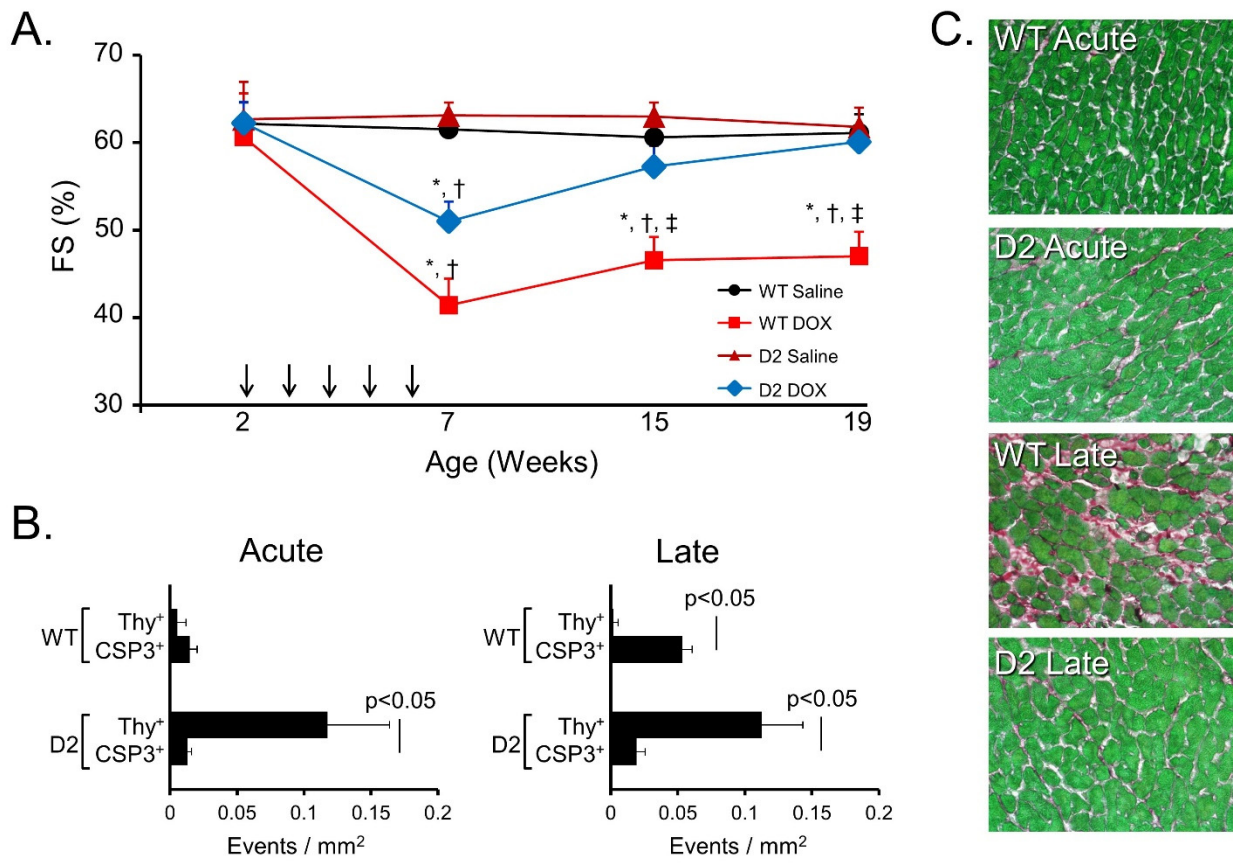 A.
70
60
50
40
30
FS (%)
*, †
*, †
*, †, ‡
*, †, ‡
WT Saline
WT DOX
D2 Saline
D2 DOX
2 7 15 19
Age (Weeks)
B.
Acute
WT
Thy⁺
CSP3⁺
D2
Thy⁺
CSP3⁺
p<0.05
0 0.05 0.1 0.15 0.2
Events / mm²
Late
WT
Thy⁺
CSP3⁺
p<0.05
D2
Thy⁺
CSP3⁺
p<0.05
0 0.05 0.1 0.15 0.2
Events / mm²
C.
WT Acute
D2 Acute
WT Late
D2 Late